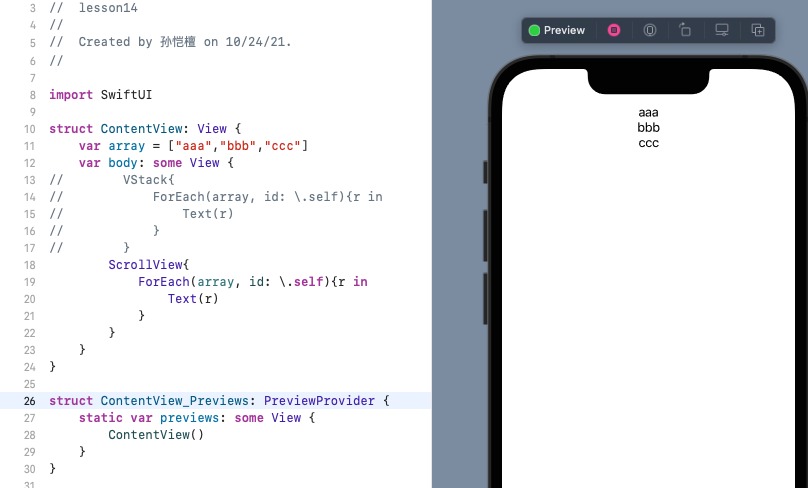 3 //  lesson14
4 //
5 //  Created by 孙恺檀 on 10/24/21.
6 //
7
8 import SwiftUI
9
10 struct ContentView: View {
11     var array = ["aaa","bbb","ccc"]
12     var body: some View {
13 //        VStack{
14 //            ForEach(array, id: \.self){r in
15 //                Text(r)
16 //            }
17 //        }
18         ScrollView{
19             ForEach(array, id: \.self){r in
20                 Text(r)
21             }
22         }
23     }
24 }
25
26 struct ContentView_Previews: PreviewProvider {
27     static var previews: some View {
28         ContentView()
29     }
30 }
31
Preview
aaa
bbb
ccc